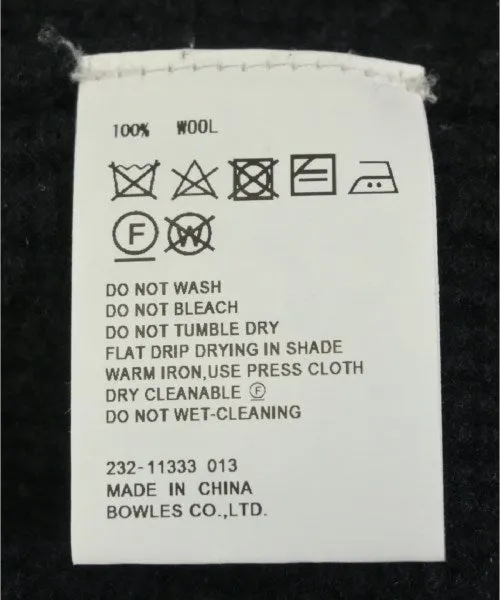 100% WOOL
F W
DO NOT WASH
DO NOT BLEACH
DO NOT TUMBLE DRY
FLAT DRIP DRYING IN SHADE
WARM IRON,USE PRESS CLOTH
DRY CLEANABLE Ⓕ
DO NOT WET-CLEANING
232-11333 013
MADE IN CHINA
BOWLES CO.,LTD.